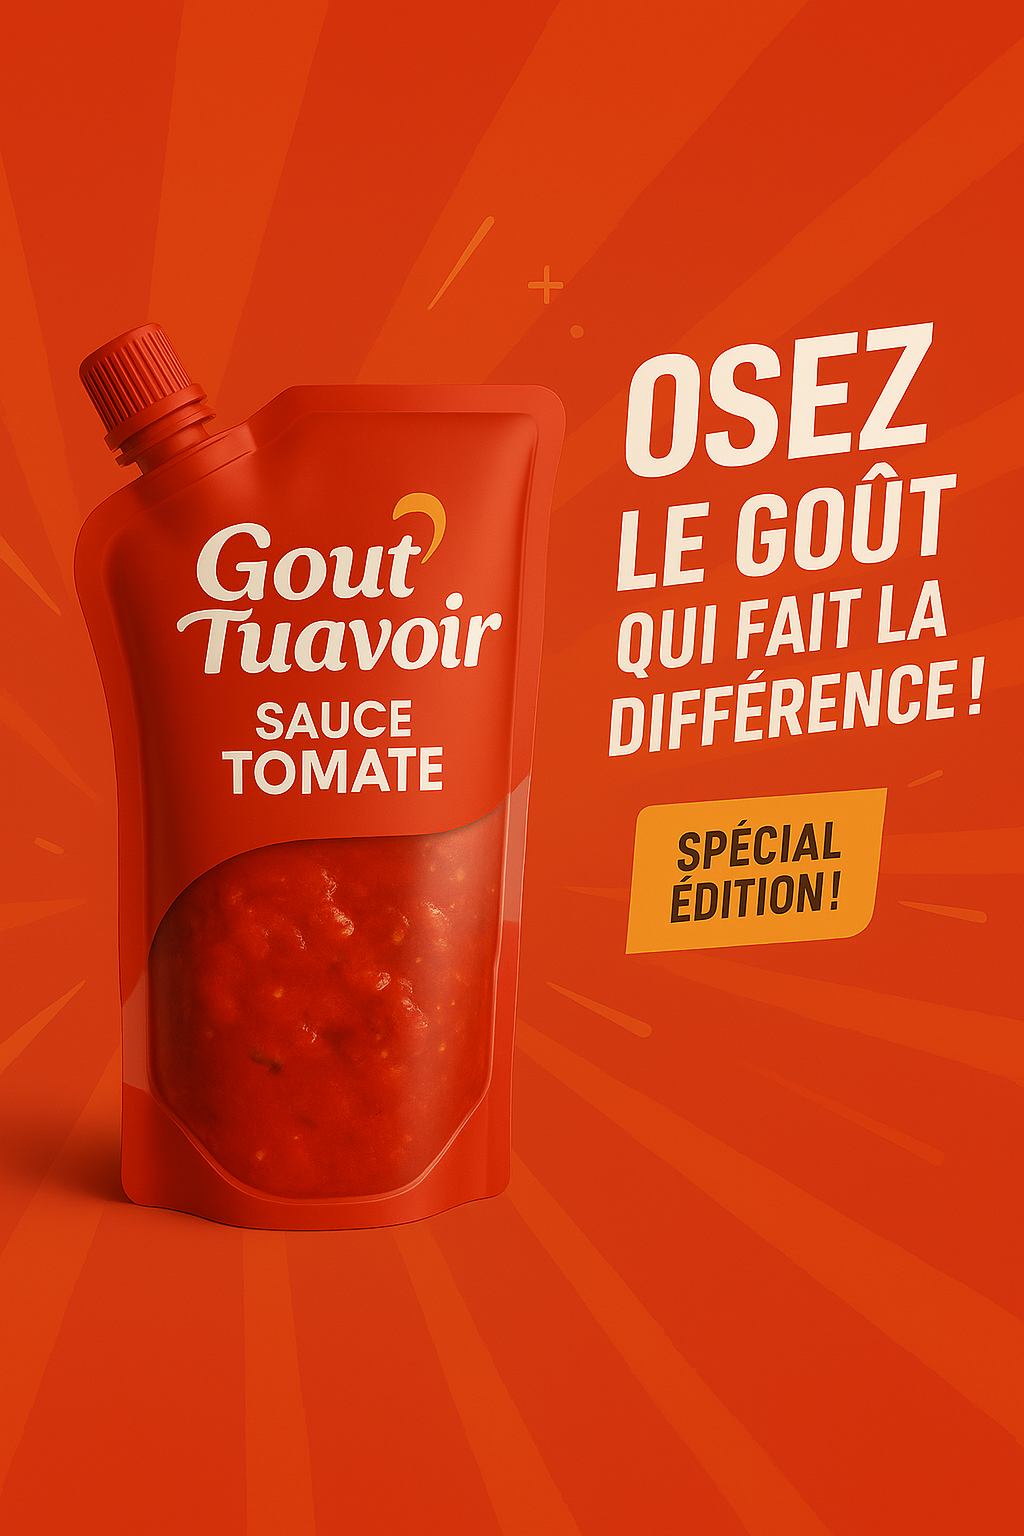 Gout
Tuavoir
SAUCE
TOMATE
OSEZ
LE GOÛT
QUI FAIT LA
DIFFÉRENCE !
SPÉCIAL
ÉDITION !